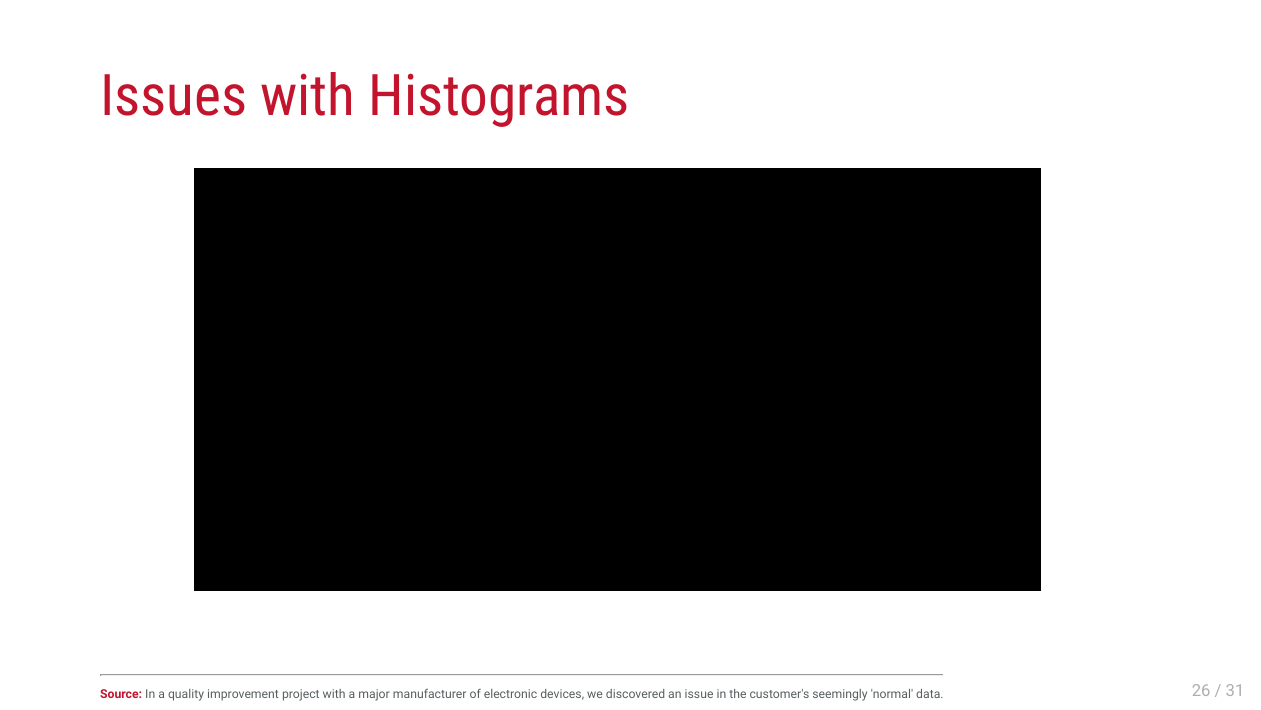 Issues with Histograms
Source: In a quality improvement project with a major manufacturer of electronic devices, we discovered an issue in the customer's seemingly 'normal' data.
26 / 31